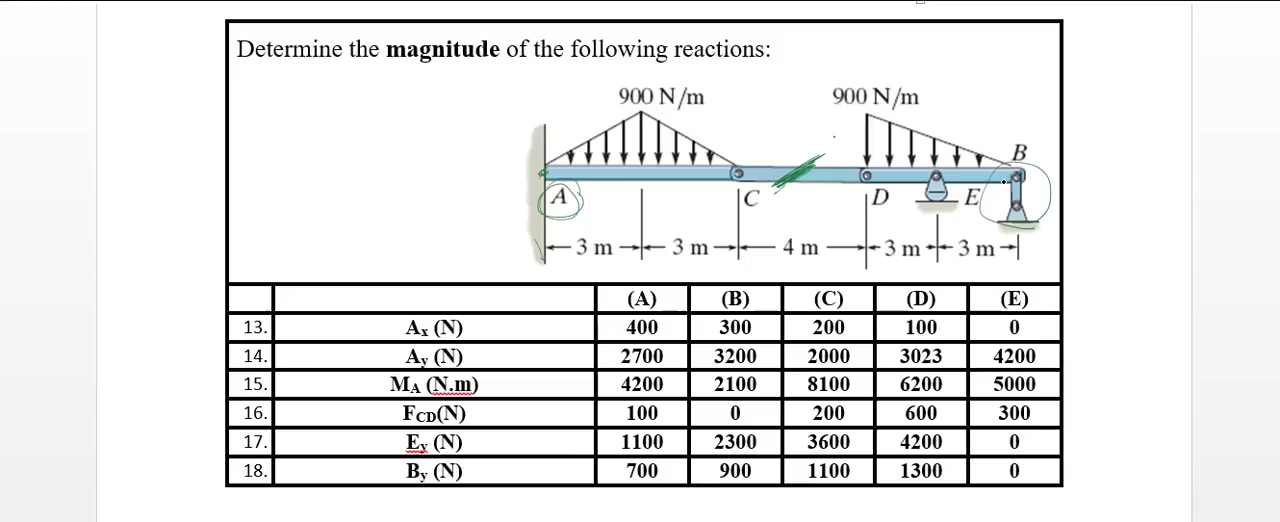 Determine the magnitude of the following reactions:
900 N/m 900 N/m
B
A C D E
3 m 3 m 4 m 3 m 3 m
(A) (B) (C) (D) (E)
13. Ax (N) 400 300 200 100 0
14. Ay (N) 2700 3200 2000 3023 4200
15. MA (N.m) 4200 2100 8100 6200 5000
16. FCD(N) 100 0 200 600 300
17. Ey (N) 1100 2300 3600 4200 0
18. By (N) 700 900 1100 1300 0